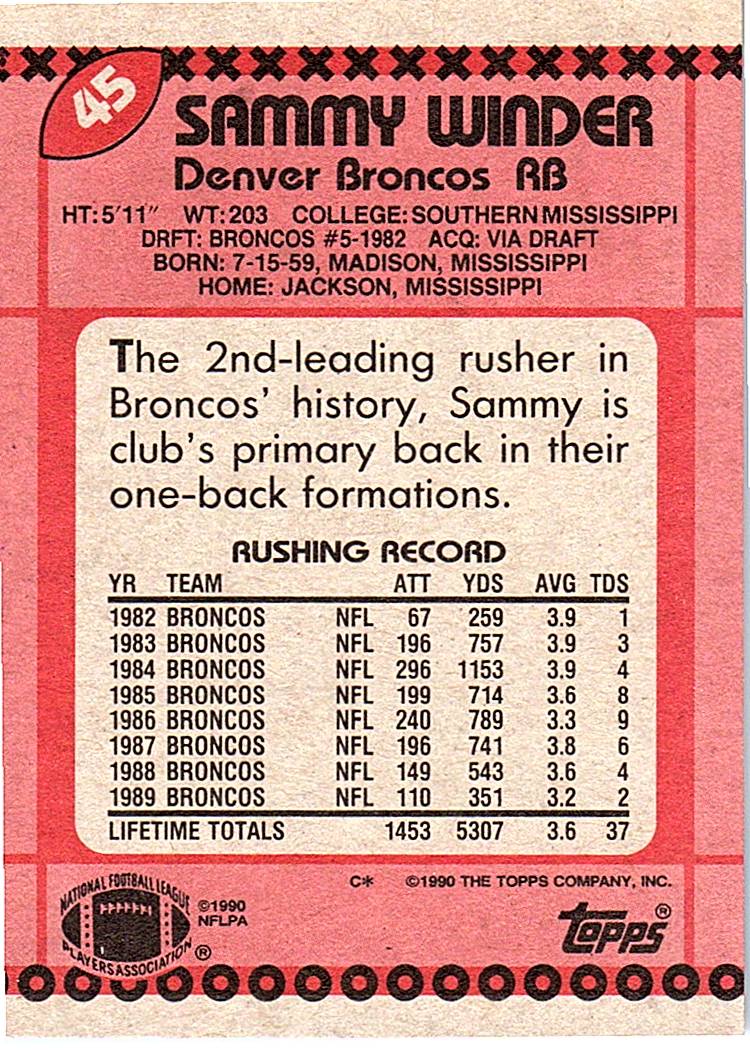 45
SAMMY WINDER
Denver Broncos RB
HT: 5'11" WT: 203 COLLEGE: SOUTHERN MISSISSIPPI
DRFT: BRONCOS #5-1982 ACQ: VIA DRAFT
BORN: 7-15-59, MADISON, MISSISSIPPI
HOME: JACKSON, MISSISSIPPI
The 2nd-leading rusher in
Broncos' history, Sammy is
club's primary back in their
one-back formations.
RUSHING RECORD
YR TEAM ATT YDS AVG TDS
1982 BRONCOS NFL 67 259 3.9 1
1983 BRONCOS NFL 196 757 3.9 3
1984 BRONCOS NFL 296 1153 3.9 4
1985 BRONCOS NFL 199 714 3.6 8
1986 BRONCOS NFL 240 789 3.3 9
1987 BRONCOS NFL 196 741 3.8 6
1988 BRONCOS NFL 149 543 3.6 4
1989 BRONCOS NFL 110 351 3.2 2
LIFETIME TOTALS 1453 5307 3.6 37
C* ©1990 THE TOPPS COMPANY, INC.
NATIONAL FOOTBALL LEAGUE
PLAYERS ASSOCIATION ®
©1990
NFLPA
Topps ®